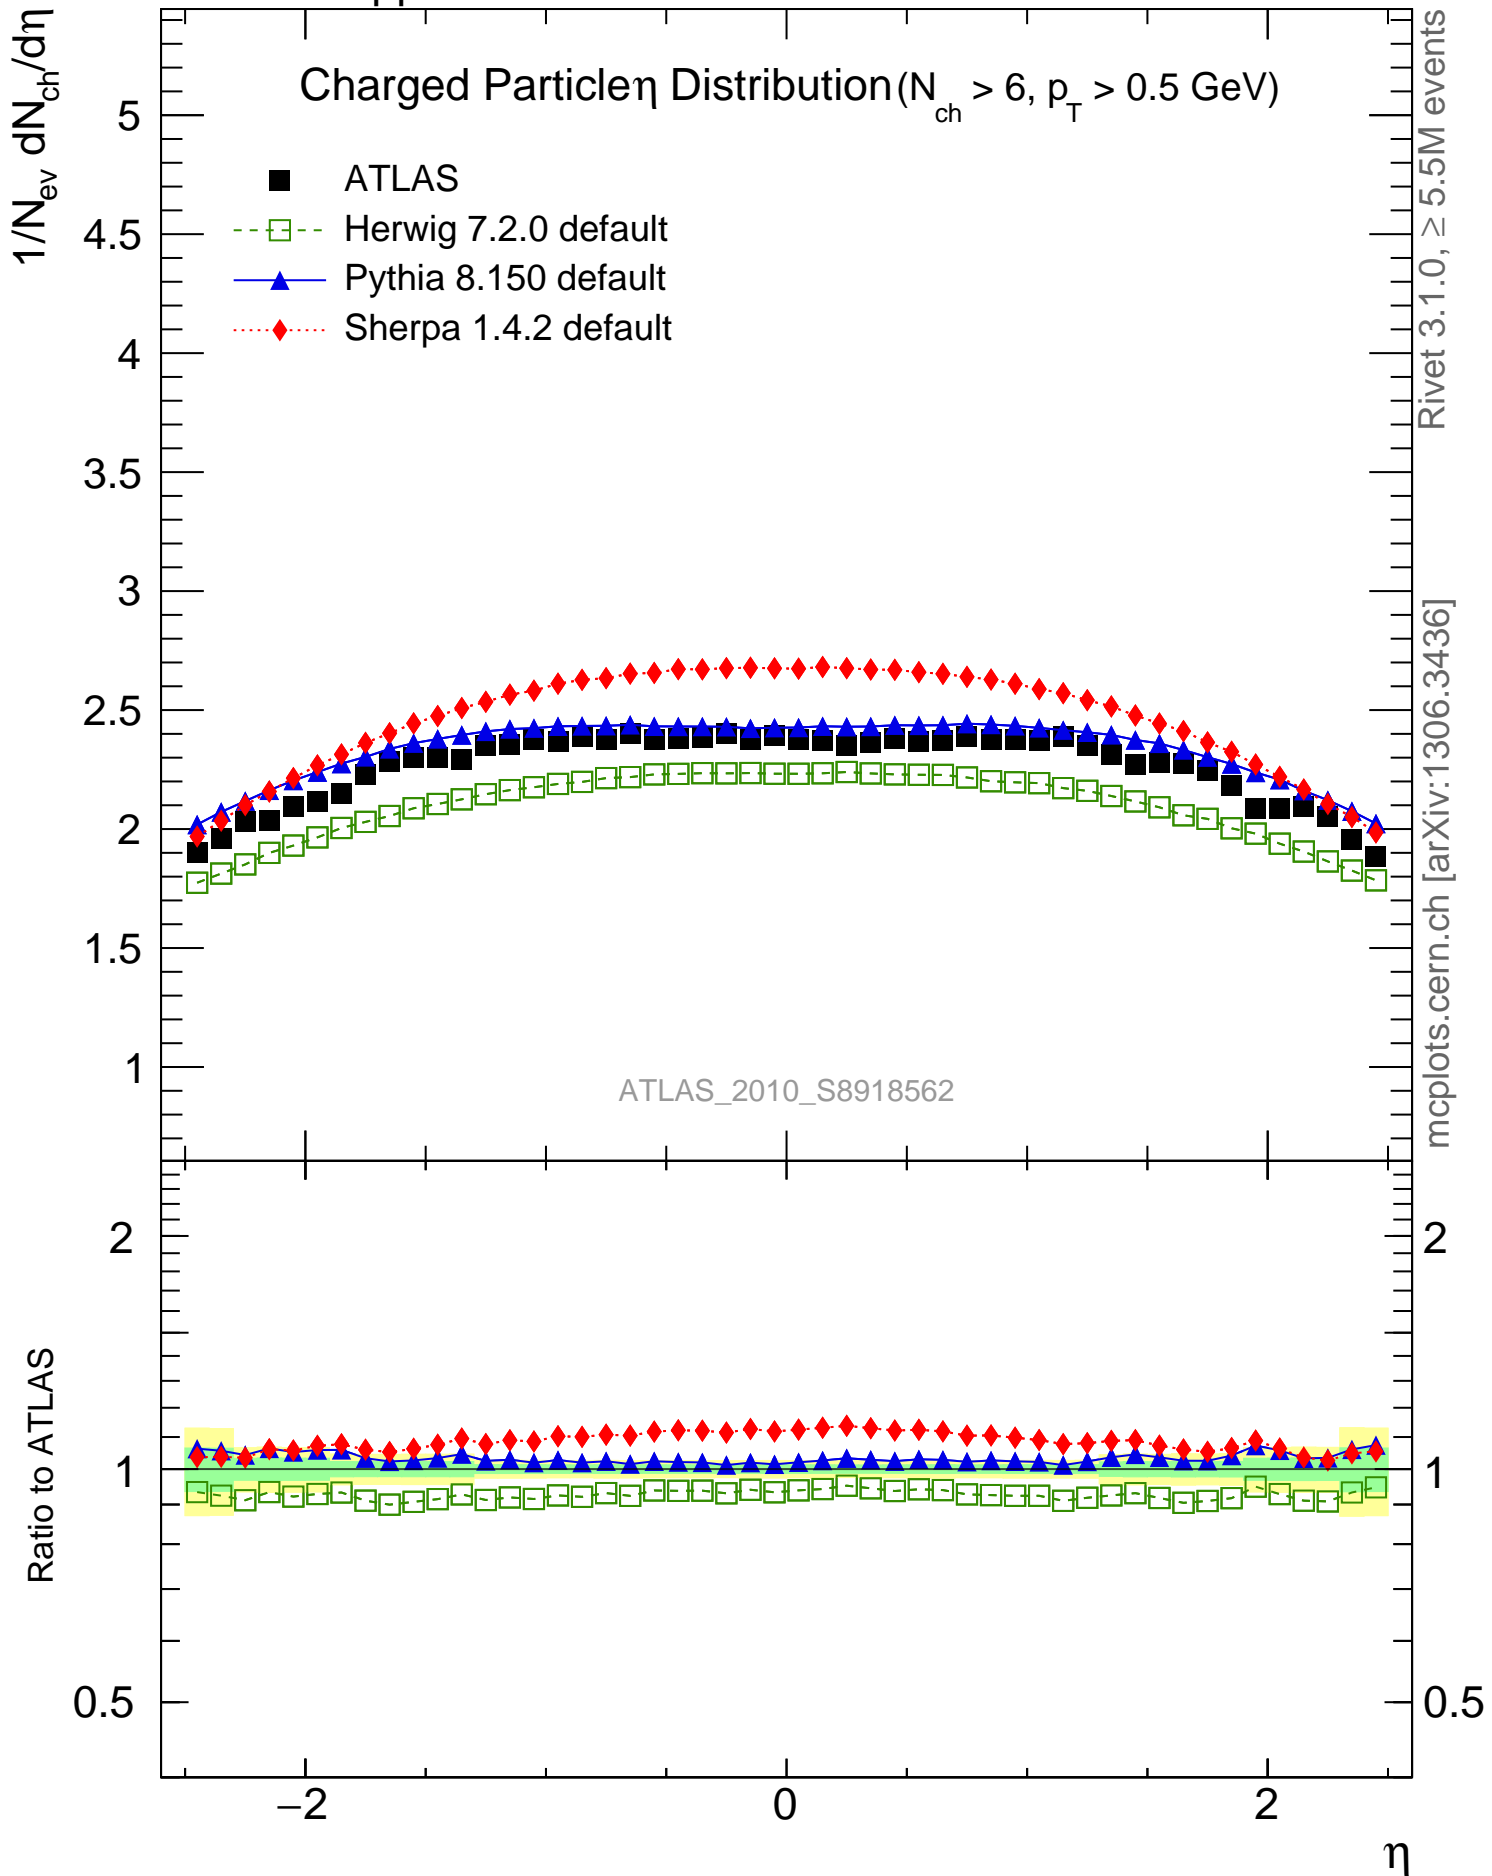 pp
1/N_ev dN_ch/dη
Charged Particle η Distribution (N_ch > 6, p_T > 0.5 GeV)
ATLAS
Herwig 7.2.0 default
Pythia 8.150 default
Sherpa 1.4.2 default
5
4.5
4
3.5
3
2.5
2
1.5
1
ATLAS_2010_S8918562
Rivet 3.1.0, ≥ 5.5M events
mcplots.cern.ch [arXiv:1306.3436]
Ratio to ATLAS
2
1
0.5
2
1
0.5
−2
0
2
η